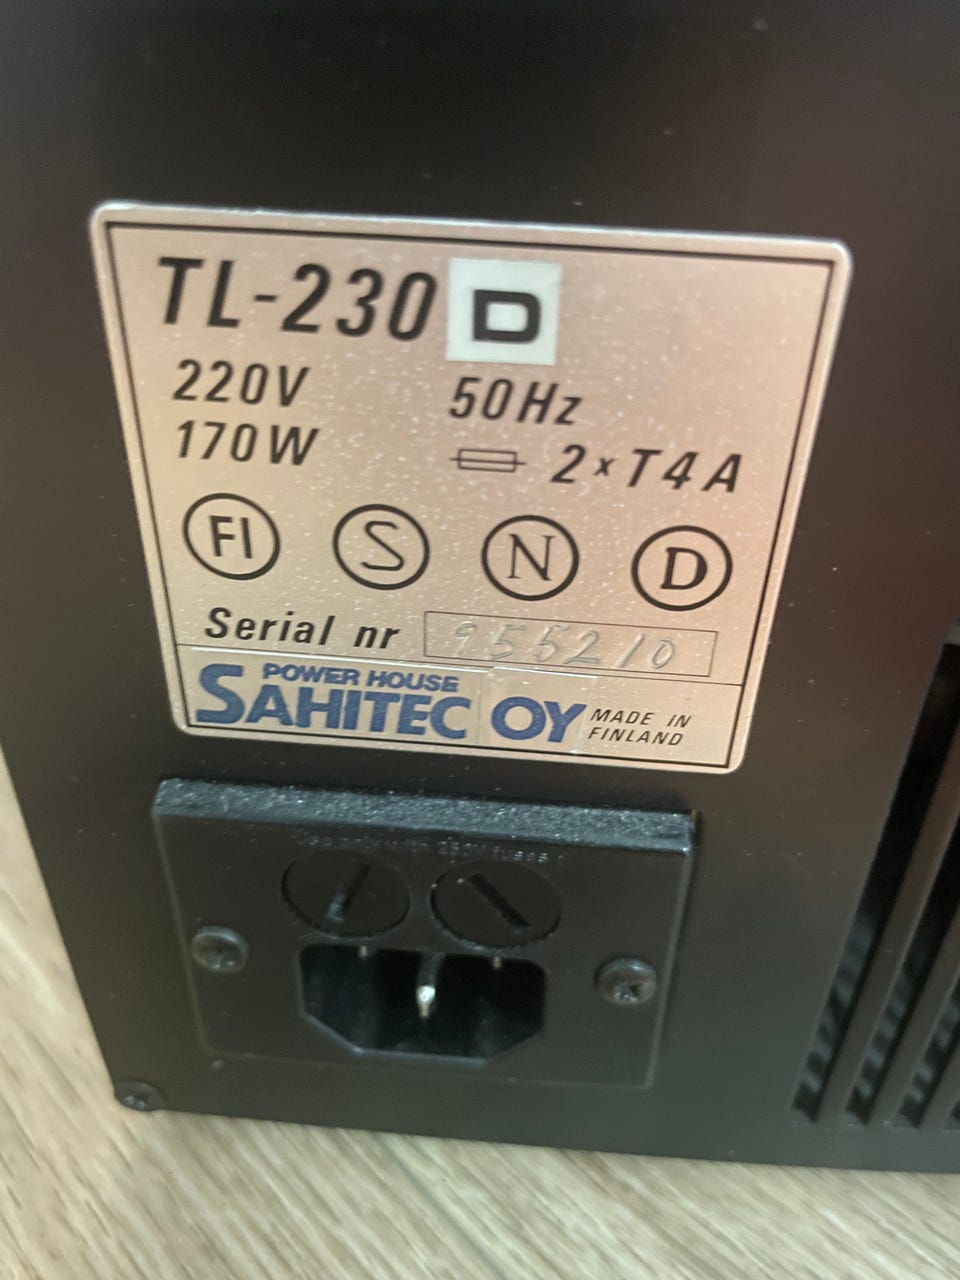 TL-230 D
220V 50Hz
170W 2×T4A
FI S N D
Serial nr 955210
POWER HOUSE
SAHITEC OY MADE IN
FINLAND